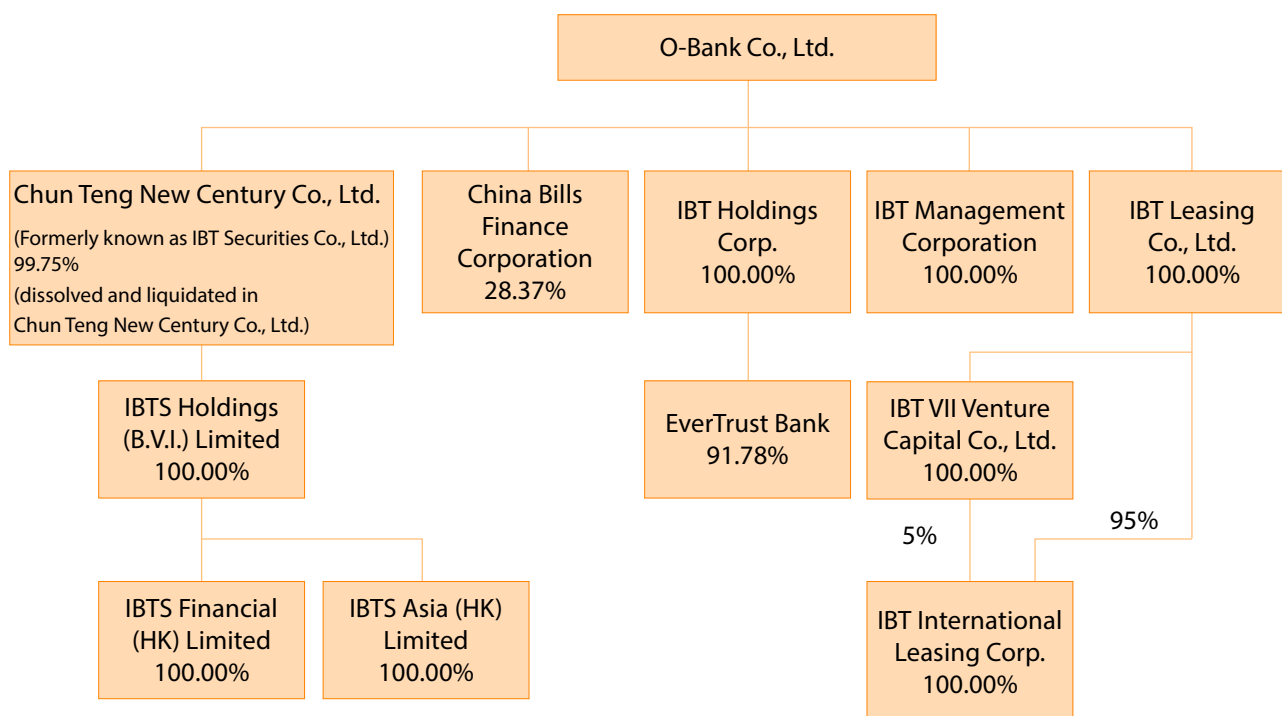 O-Bank Co., Ltd.
Chun Teng New Century Co., Ltd.
(Formerly known as IBT Securities Co., Ltd.)
99.75%
(dissolved and liquidated in
Chun Teng New Century Co., Ltd.)
China Bills
Finance
Corporation
28.37%
IBT Holdings
Corp.
100.00%
IBT Management
Corporation
100.00%
IBT Leasing
Co., Ltd.
100.00%
IBTS Holdings
(B.V.I.) Limited
100.00%
EverTrust Bank
91.78%
IBT VII Venture
Capital Co., Ltd.
100.00%
5%
95%
IBTS Financial
(HK) Limited
100.00%
IBTS Asia (HK)
Limited
100.00%
IBT International
Leasing Corp.
100.00%